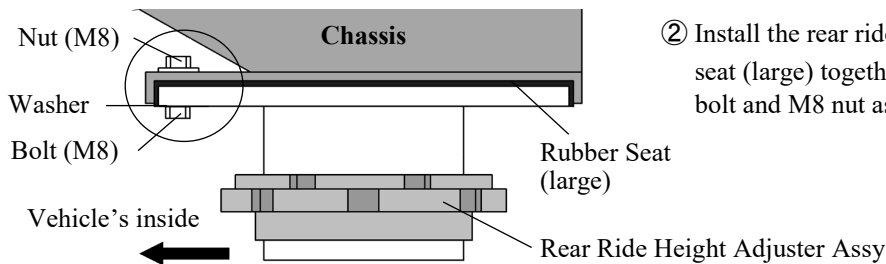 Nut (M8)
Chassis
Washer
Bolt (M8)
Rubber Seat
(large)
Vehicle’s inside
Rear Ride Height Adjuster Assy
② Install the rear ride
seat (large) togeth
bolt and M8 nut as